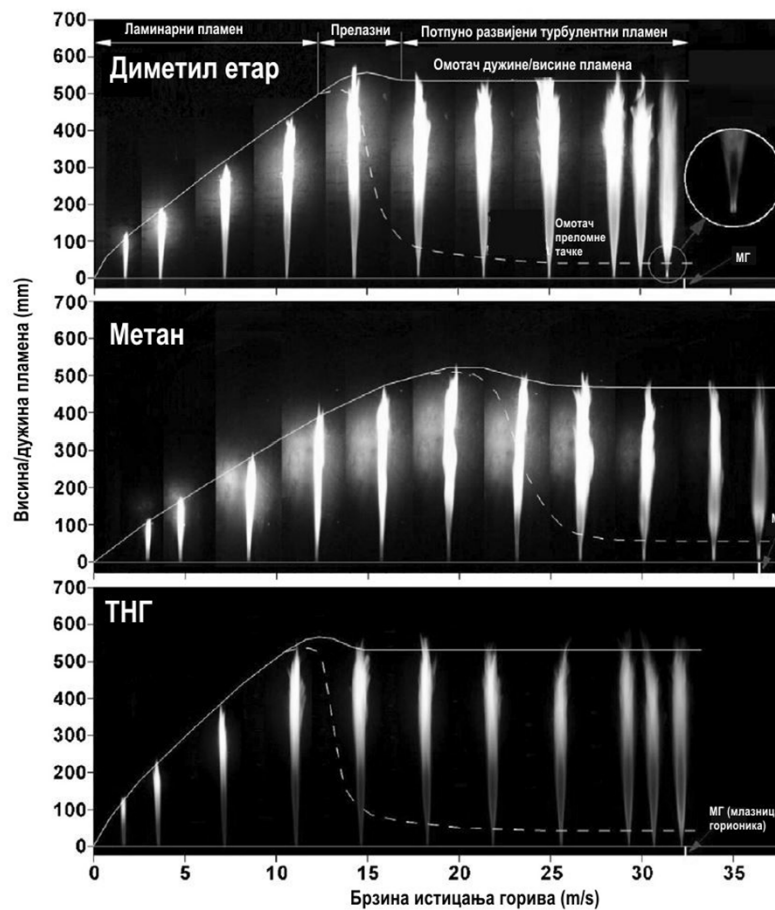 700
600
500
400
300
200
100
0
Ламинарни пламен
Прелазни
Потпуно развијени турбулентни пламен
Диметил етар
Омотач дужине/висине пламена
Омотач
преломне
тачке
МГ
Висина/дужина пламена (mm)
700
600
500
400
300
200
100
0
Метан
700
600
500
400
300
200
100
0
ТНГ
МГ (млазниц
горионика)
0 5 10 15 20 25 30 35
Брзина истицања горива (m/s)